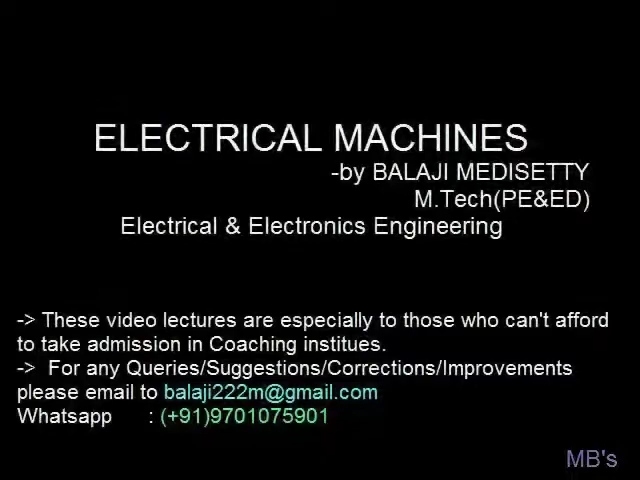 ELECTRICAL MACHINES
-by BALAJI MEDISETTY
M.Tech(PE&ED)
Electrical & Electronics Engineering
-> These video lectures are especially to those who can't afford
to take admission in Coaching institues.
->  For any Queries/Suggestions/Corrections/Improvements
please email to balaji222m@gmail.com
Whatsapp : (+91)9701075901
MB's